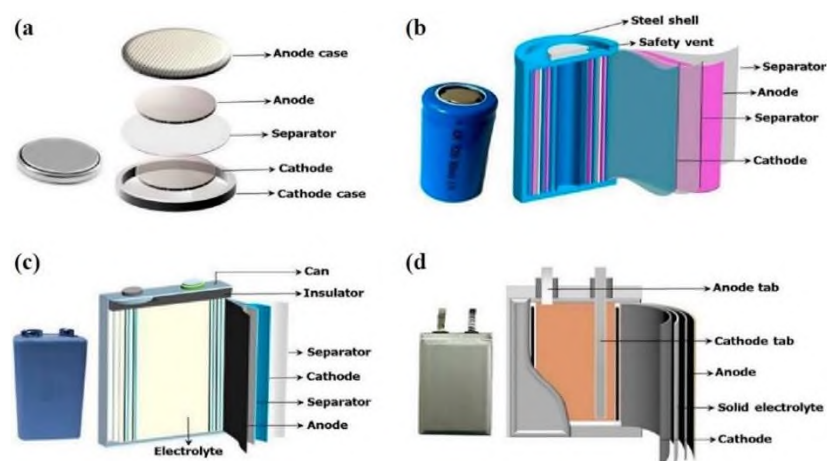 (a
Anode case
Anode
Separator
Cathode
Cathode case
(b)
Steel shell
Safety vent
Separator
Anode
Separator
Cathode
(c)
Can
Insulator
Separator
Cathode
Separator
Anode
Electrolyte
(d
Anode tab
Cathode tab
Anode
Solid electrolyte
Cathode